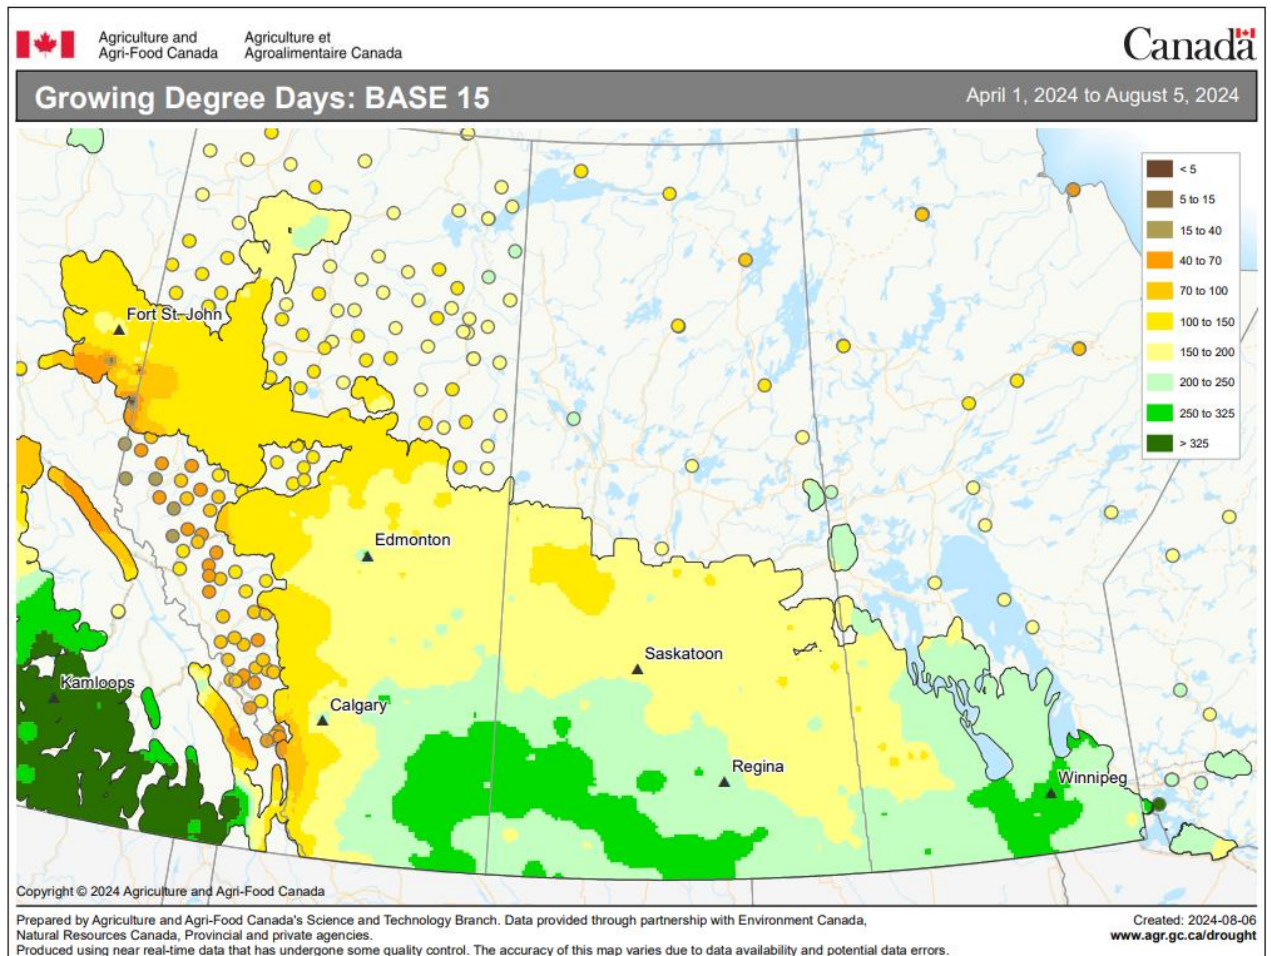 Agriculture and
Agri-Food Canada
Agriculture et
Agroalimentaire Canada
Canada
Growing Degree Days: BASE 15
April 1, 2024 to August 5, 2024
< 5
5 to 15
15 to 40
40 to 70
70 to 100
100 to 150
150 to 200
200 to 250
250 to 325
> 325
Fort St. John
Edmonton
Saskatoon
Kamloops
Calgary
Regina
Winnipeg
Copyright © 2024 Agriculture and Agri-Food Canada
Prepared by Agriculture and Agri-Food Canada's Science and Technology Branch. Data provided through partnership with Environment Canada,
Natural Resources Canada, Provincial and private agencies.
Produced using near real-time data that has undergone some quality control. The accuracy of this map varies due to data availability and potential data errors.
Created: 2024-08-06
www.agr.gc.ca/drought